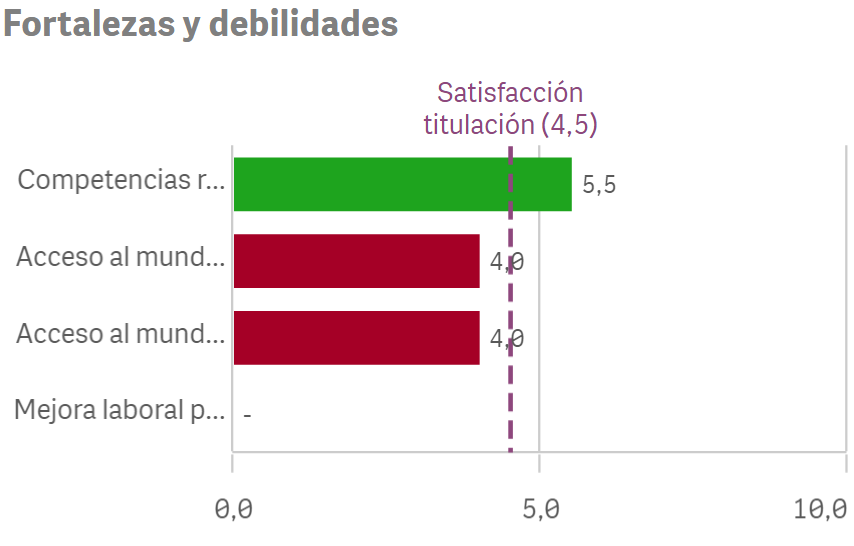 Fortalezas y debilidades
Satisfacción
titulación (4,5)
Competencias r...
5,5
Acceso al mund...
4,0
Acceso al mund...
4,0
Mejora laboral p...
-
0,0
5,0
10,0